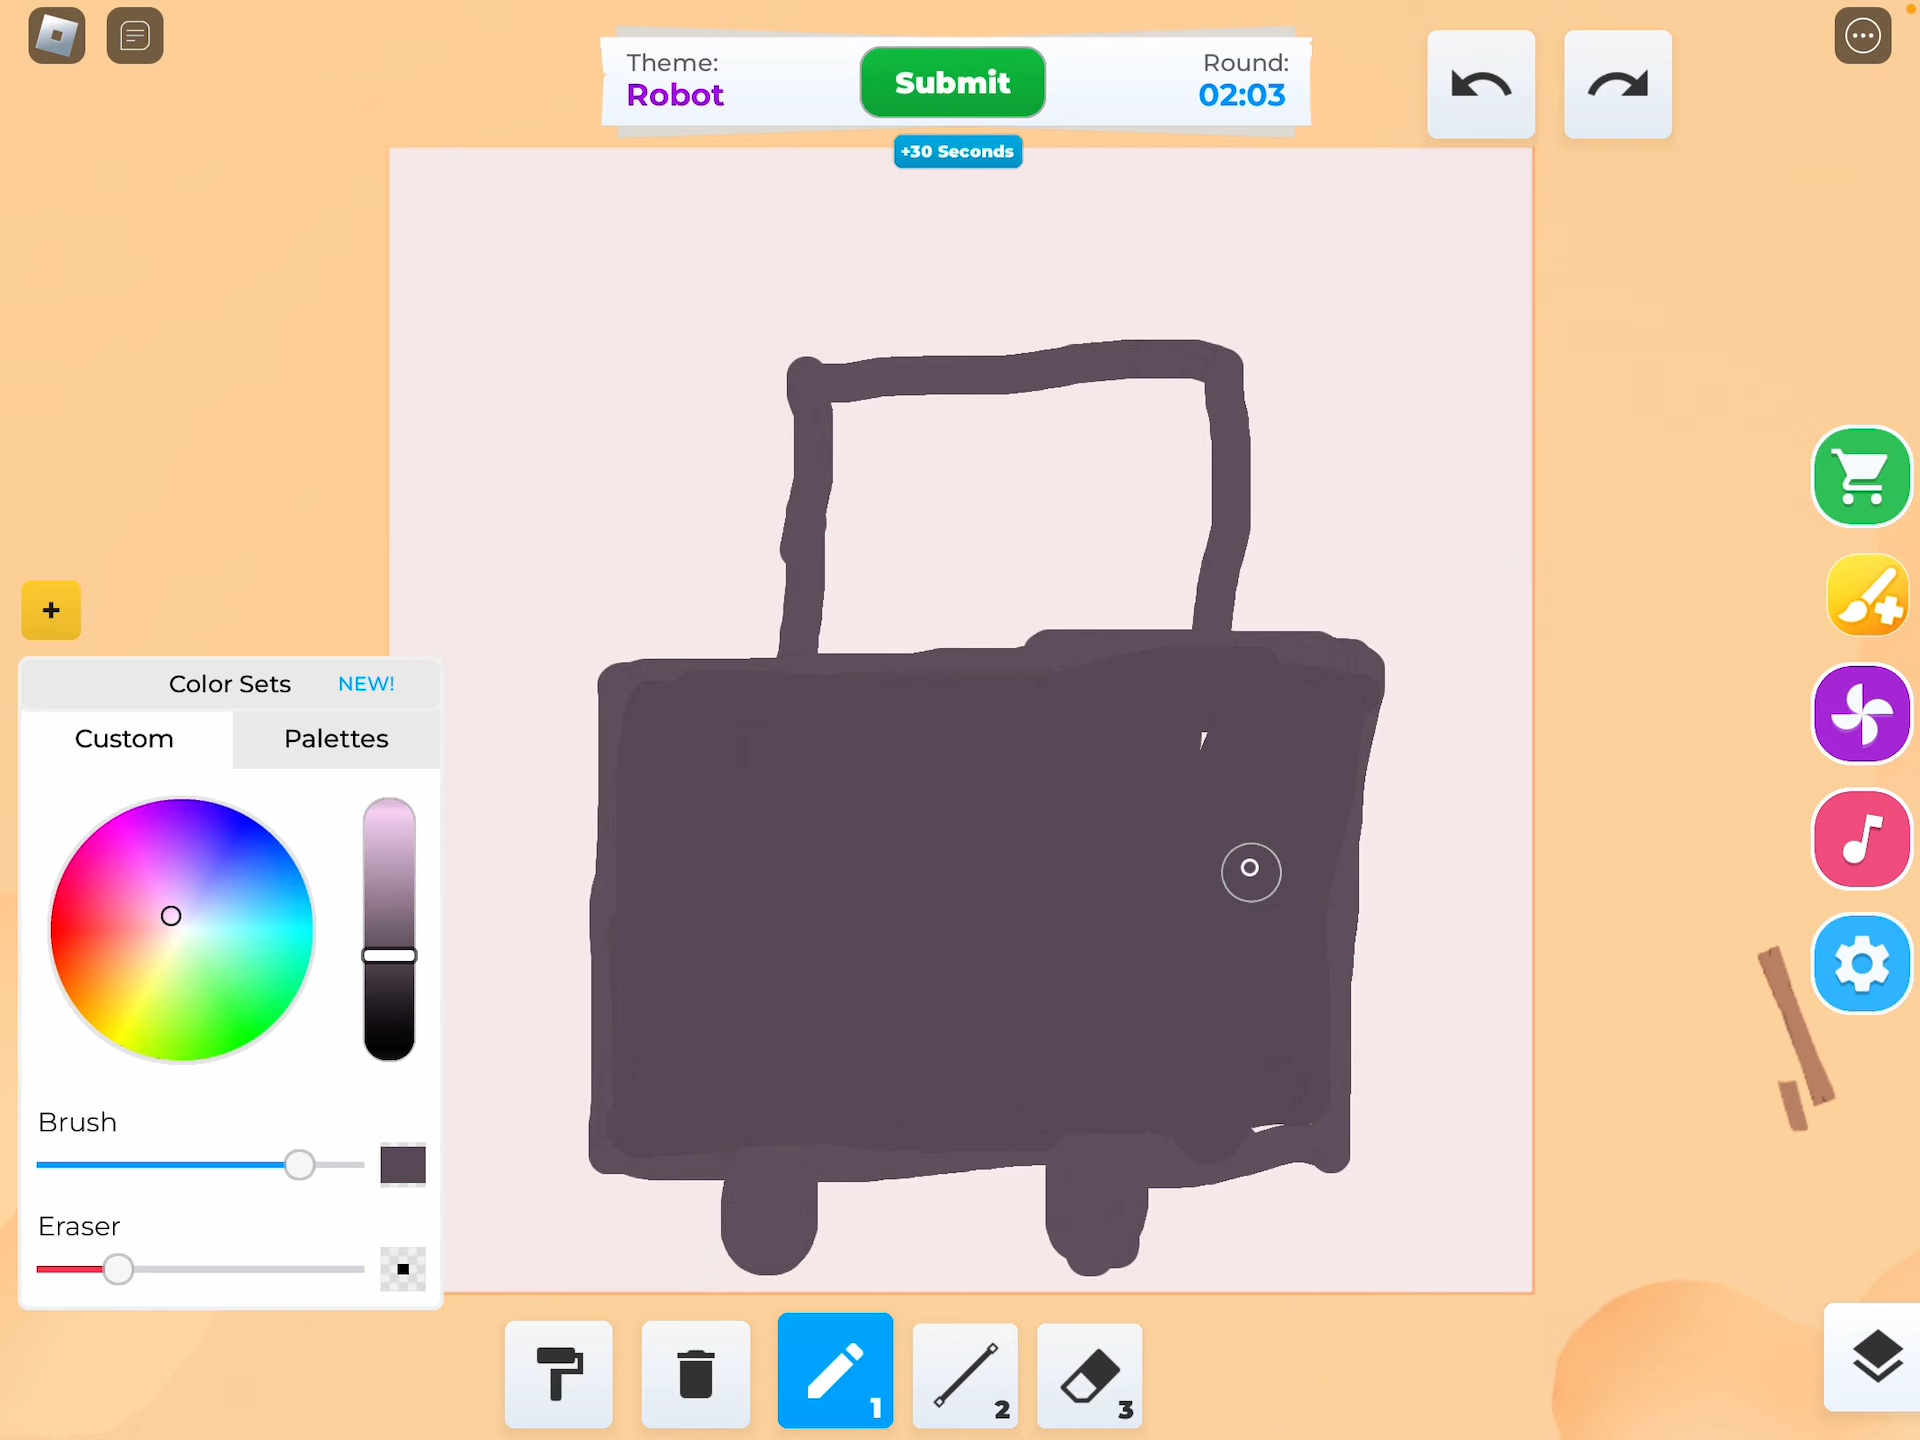 Theme:
Robot
Submit
Round:
02:03
+30 Seconds
+
Color Sets NEW!
Custom
Palettes
Brush
Eraser
1
2
3